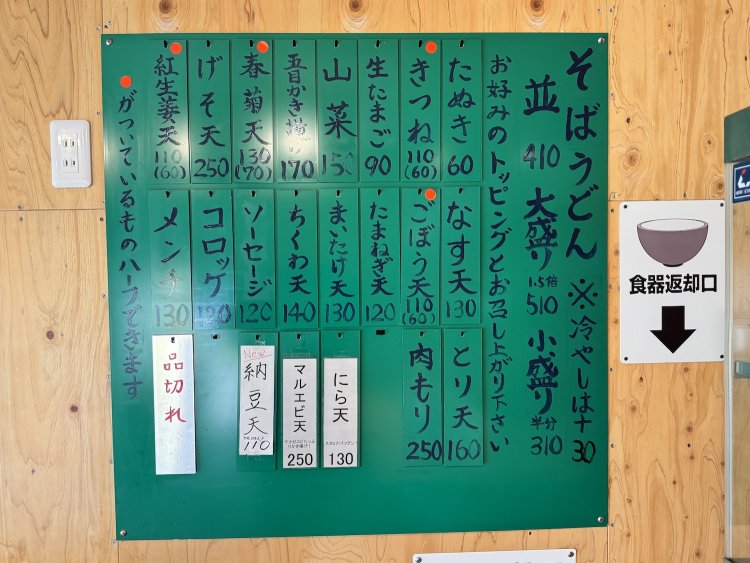 そばうどん ※冷やしは+30
並 410 大盛り 1.5倍 510 小盛り 半分 310
お好みのトッピングとお召し上がり下さい
たぬき 60
きつね 110 (60)
生たまご 90
山菜 150
五目かき揚げ 170
春菊天 130 (70)
げそ天 250
紅生姜天 110 (60)
なす天 130
ごぼう天 110 (60)
たまねぎ天 120
まいたけ天 130
ちくわ天 140
ソーセージ 120
コロッケ 120
メンチ 130
とり天 160
肉もり 250
にら天
スタミナバツグン!
130
マルエビ天
250
New
納豆天
110
品切れ
●がついているものハーフできます
食器返却口